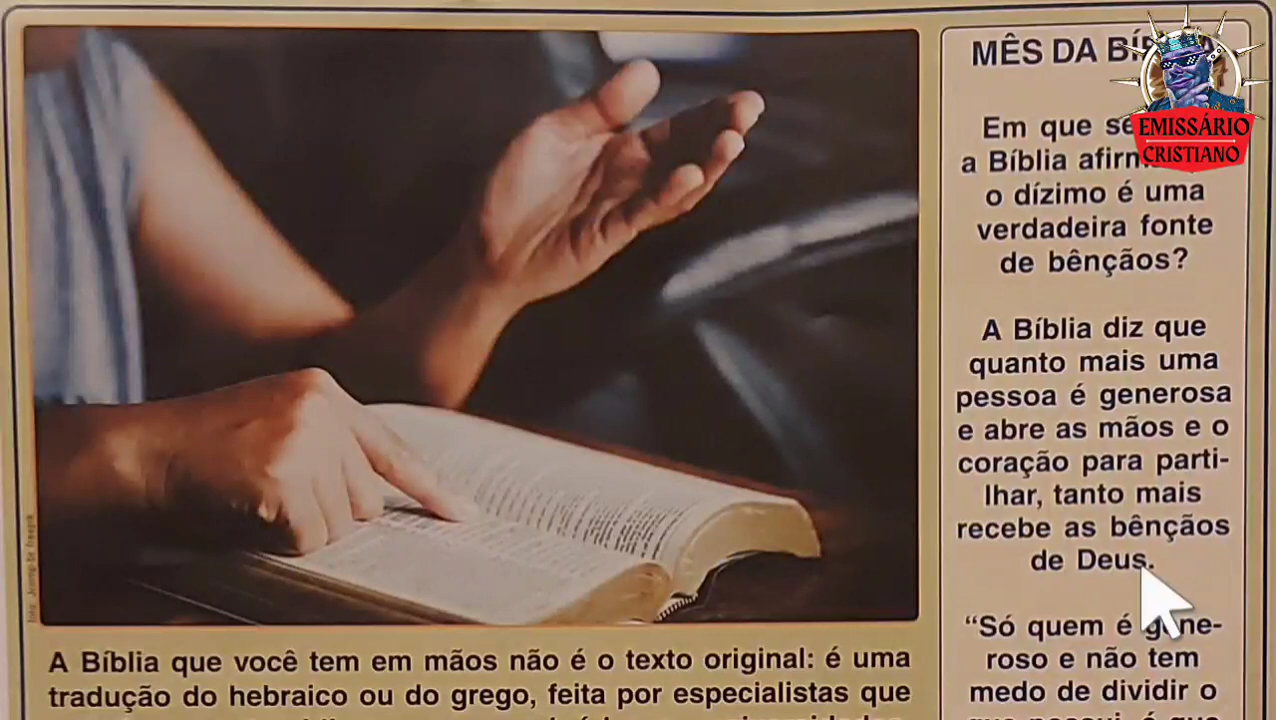 MÊS DA
EMISSÁRIO
CRISTIANO
Em que
a Bíblia
o dízimo é uma
verdadeira fonte
de bênçãos?
A Bíblia diz que
quanto mais uma
pessoa é generosa
e abre as mãos e o
coração para parti-
lhar, tanto mais
recebe as bênçãos
de Deus.
“Só quem é gene-
roso e não tem
medo de dividir o
A Bíblia que você tem em mãos não é o texto original: é uma
tradução do hebraico ou do grego, feita por especialistas que